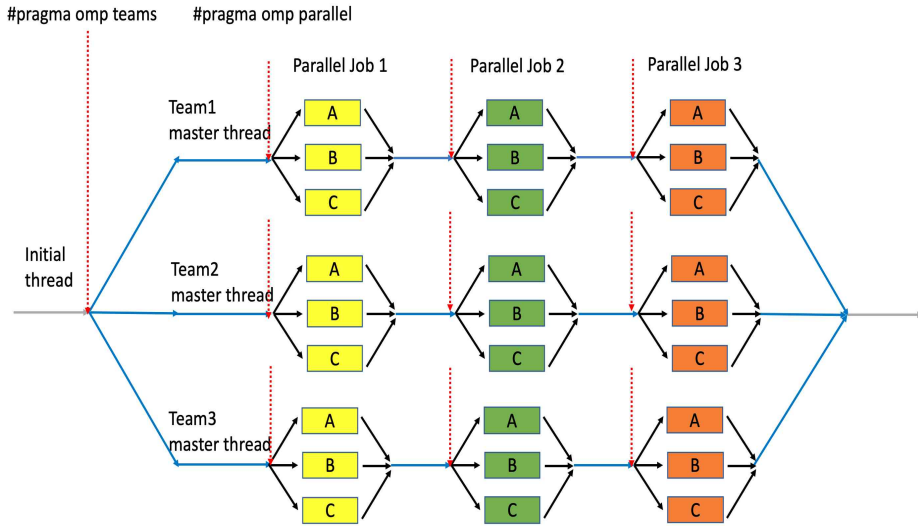 #pragma omp teams
#pragma omp parallel
Parallel Job 1
Parallel Job 2
Parallel Job 3
Team1
master thread
A
A
A
B
B
B
C
C
C
Initial
thread
Team2
master thread
A
A
A
B
B
B
C
C
C
Team3
master thread
A
A
A
B
B
B
C
C
C